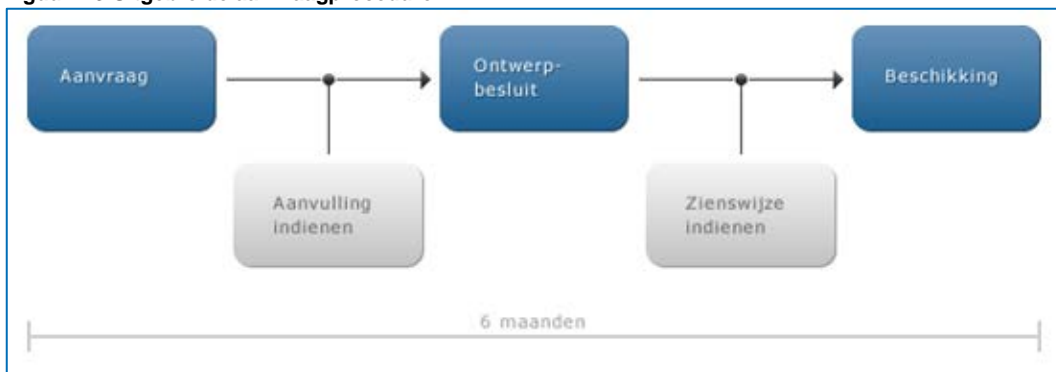 Aanvraag
Ontwerp-
besluit
Beschikking
Aanvulling
indienen
Zienswijze
indienen
6 maanden